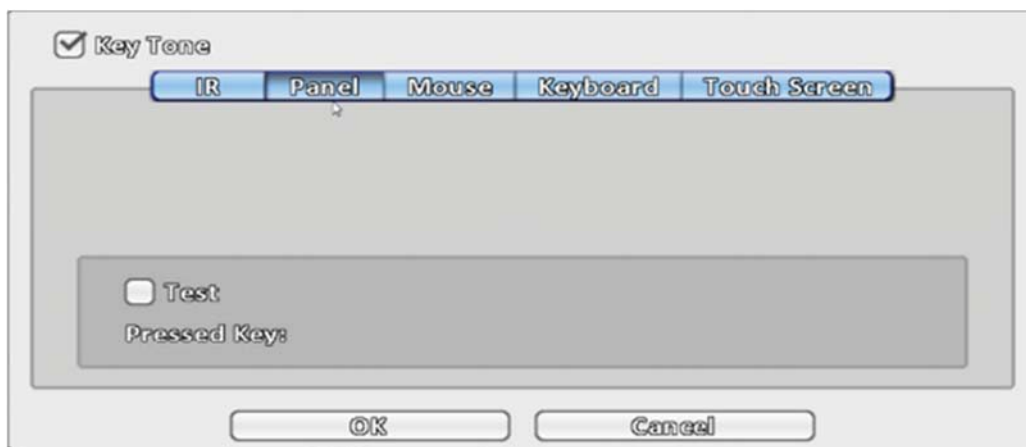 Key Tone
IR Panel Mouse Keyboard Touch Screen
Test
Pressed Key:
OK Cancel